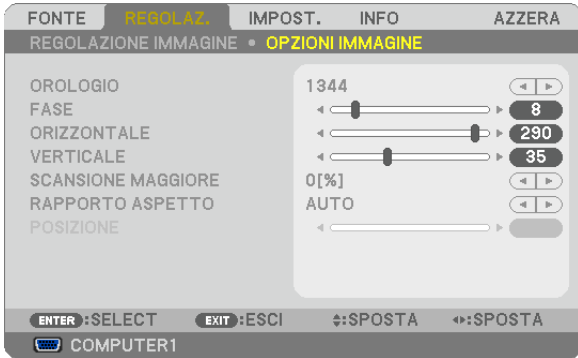 FONTE REGOLAZ. IMPOST. INFO AZZERA
REGOLAZIONE IMMAGINE • OPZIONI IMMAGINE
OROLOGIO 1344
FASE 8
ORIZZONTALE 290
VERTICALE 35
SCANSIONE MAGGIORE 0[%]
RAPPORTO ASPETTO AUTO
POSIZIONE
ENTER :SELECT EXIT :ESCI :SPOSTA :SPOSTA
COMPUTER1